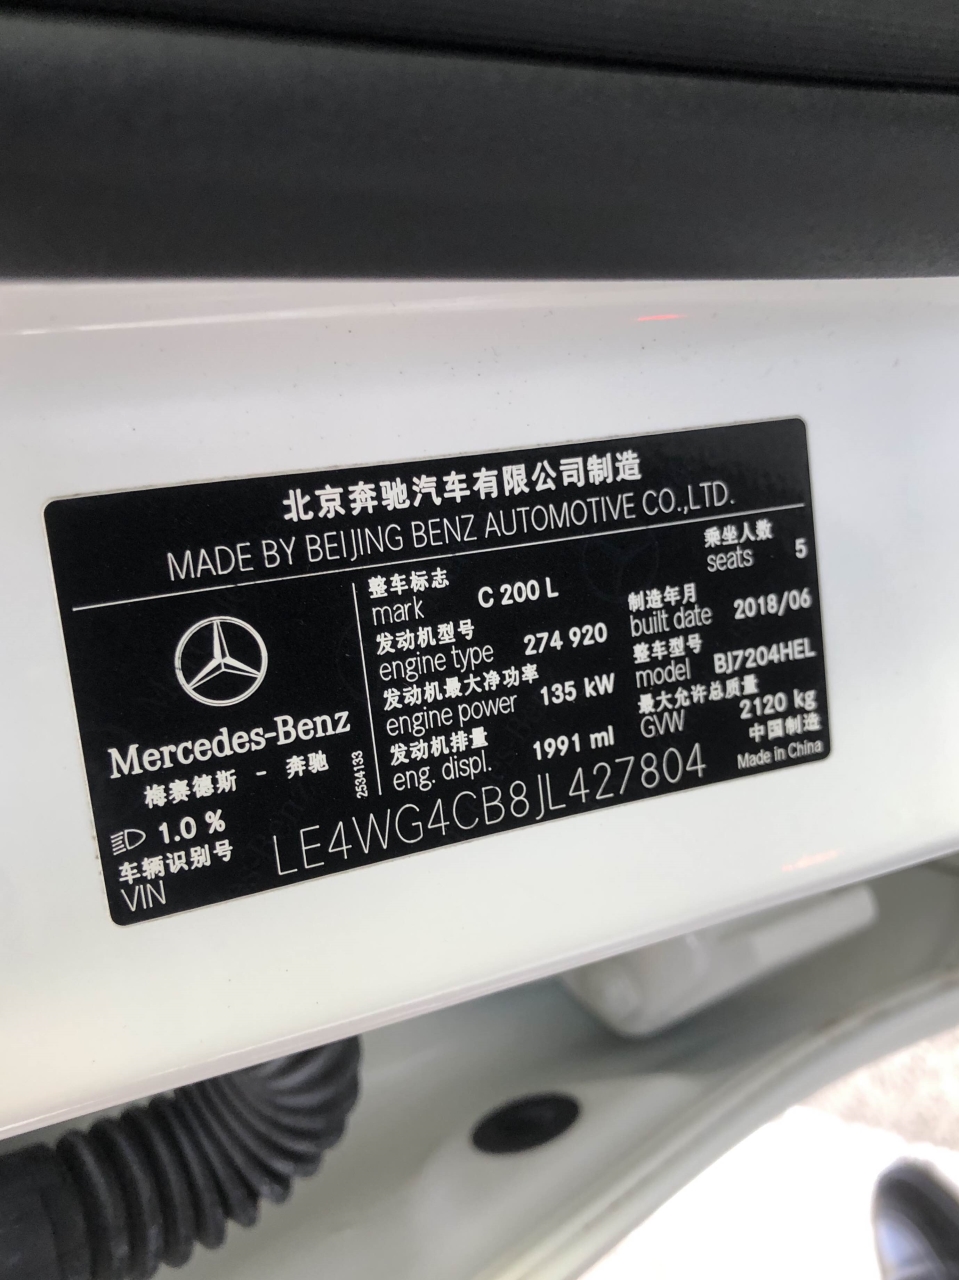 北京奔驰汽车有限公司制造
MADE BY BEIJING BENZ AUTOMOTIVE CO.,LTD.
乘坐人数
seats 5
整车标志
mark C 200 L
制造年月
built date 2018/06
发动机型号
engine type 274 920
整车型号
model BJ7204HEL
发动机最大净功率
engine power 135 kW
最大允许总质量
GVW 2120 kg
发动机排量
eng. displ. 1991 ml
中国制造
Made in China
Mercedes-Benz
梅赛德斯 - 奔驰
2534133
1.0 %
车辆识别号
VIN LE4WG4CB8JL427804